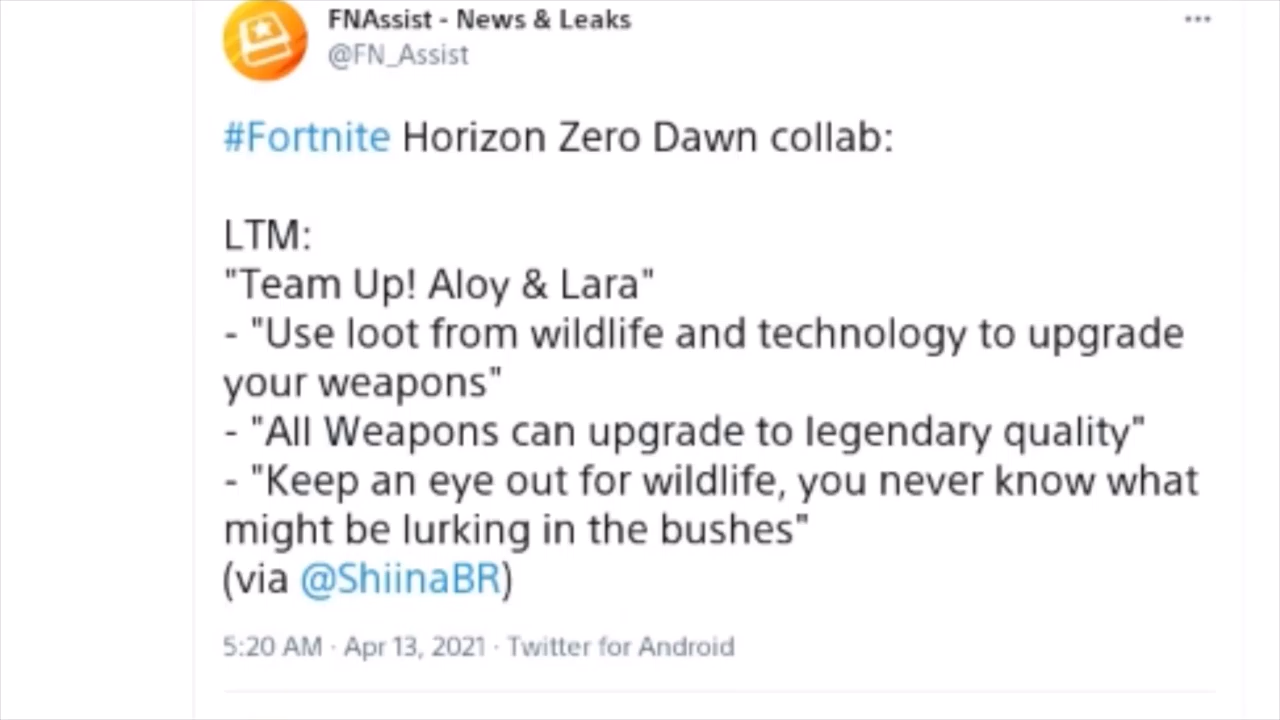 FNAssist - News & Leaks
@FN_Assist
#Fortnite Horizon Zero Dawn collab:
LTM:
"Team Up! Aloy & Lara"
- "Use loot from wildlife and technology to upgrade
your weapons"
- "All Weapons can upgrade to legendary quality"
- "Keep an eye out for wildlife, you never know what
might be lurking in the bushes"
(via @ShiinaBR)
5:20 AM · Apr 13, 2021 · Twitter for Android